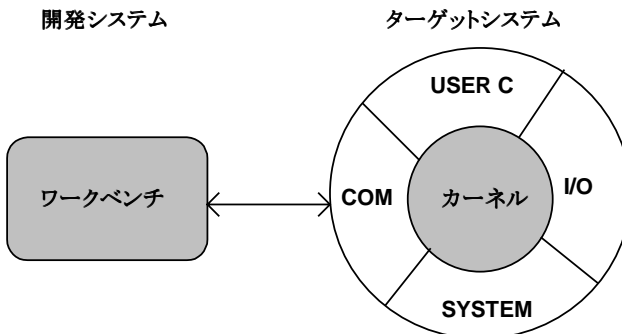 開発システム
ターゲットシステム
USER C
ワークベンチ
COM
カーネル
I/O
SYSTEM